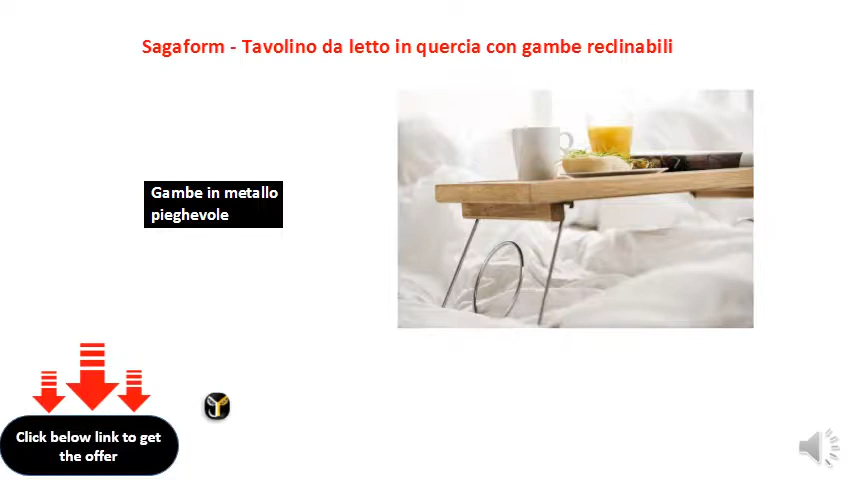 Sagaform - Tavolino da letto in quercia con gambe reclinabili
Gambe in metallo
pieghevole
Click below link to get
the offer